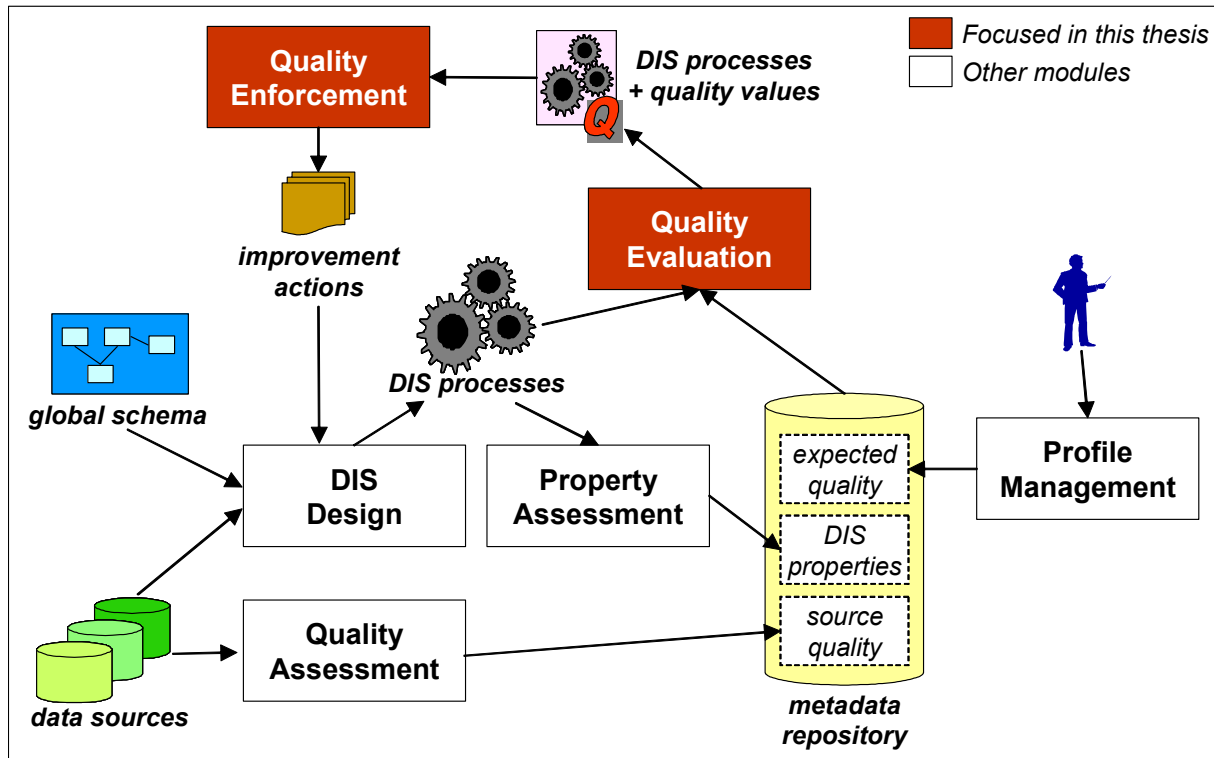 Quality
Enforcement
DIS processes
+ quality values
Q
Focused in this thesis
Other modules
improvement
actions
Quality
Evaluation
global schema
DIS processes
DIS
Design
Property
Assessment
expected
quality
DIS
properties
source
quality
Profile
Management
data sources
Quality
Assessment
metadata
repository